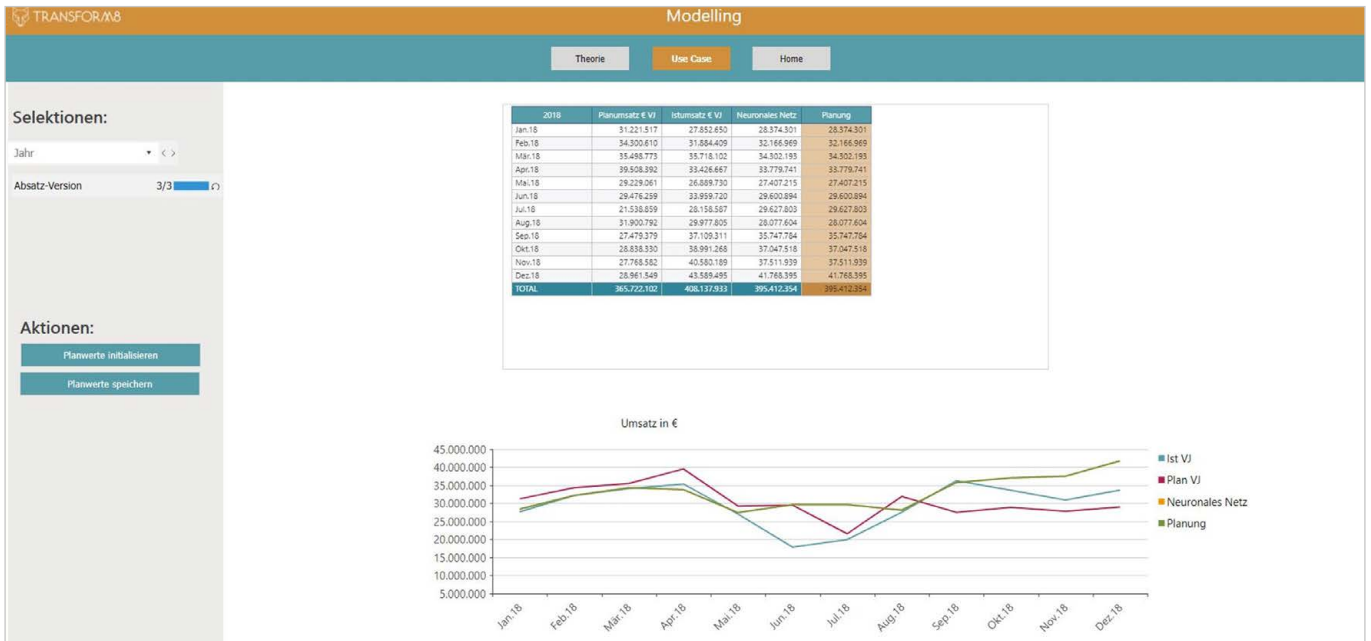 TRANSFORM8
Modelling
Theorie Use Case Home
Selektionen:
Jahr
Absatz-Version 3/3
Aktionen:
Planwerte initialisieren
Planwerte speichern
2018 Planumsatz € VJ Istumsatz € VJ Neuronales Netz Planung
Jan.18 31.221.517 27.852.650 28.374.301 28.374.301
Feb.18 34.300.610 31.884.409 32.166.969 32.166.969
Mär.18 35.498.773 35.718.102 34.302.193 34.302.193
Apr.18 39.508.392 33.426.667 33.779.741 33.779.741
Mai.18 29.229.061 26.889.730 27.407.215 27.407.215
Jun.18 29.476.259 33.959.720 29.600.894 29.600.894
Jul.18 21.538.859 28.158.587 29.627.803 29.627.803
Aug.18 31.900.792 29.977.805 28.077.604 28.077.604
Sep.18 27.479.379 37.109.311 35.747.784 35.747.784
Okt.18 28.838.330 38.991.268 37.047.518 37.047.518
Nov.18 27.768.582 40.580.189 37.511.939 37.511.939
Dez.18 28.961.549 43.589.495 41.768.395 41.768.395
TOTAL 365.722.102 408.137.933 395.412.354 395.412.354
Umsatz in €
45.000.000
40.000.000
35.000.000
30.000.000
25.000.000
20.000.000
15.000.000
10.000.000
5.000.000
Jan.18 Feb.18 Mär.18 Apr.18 Mai.18 Jun.18 Jul.18 Aug.18 Sep.18 Okt.18 Nov.18 Dez.18
Ist VJ
Plan VJ
Neuronales Netz
Planung